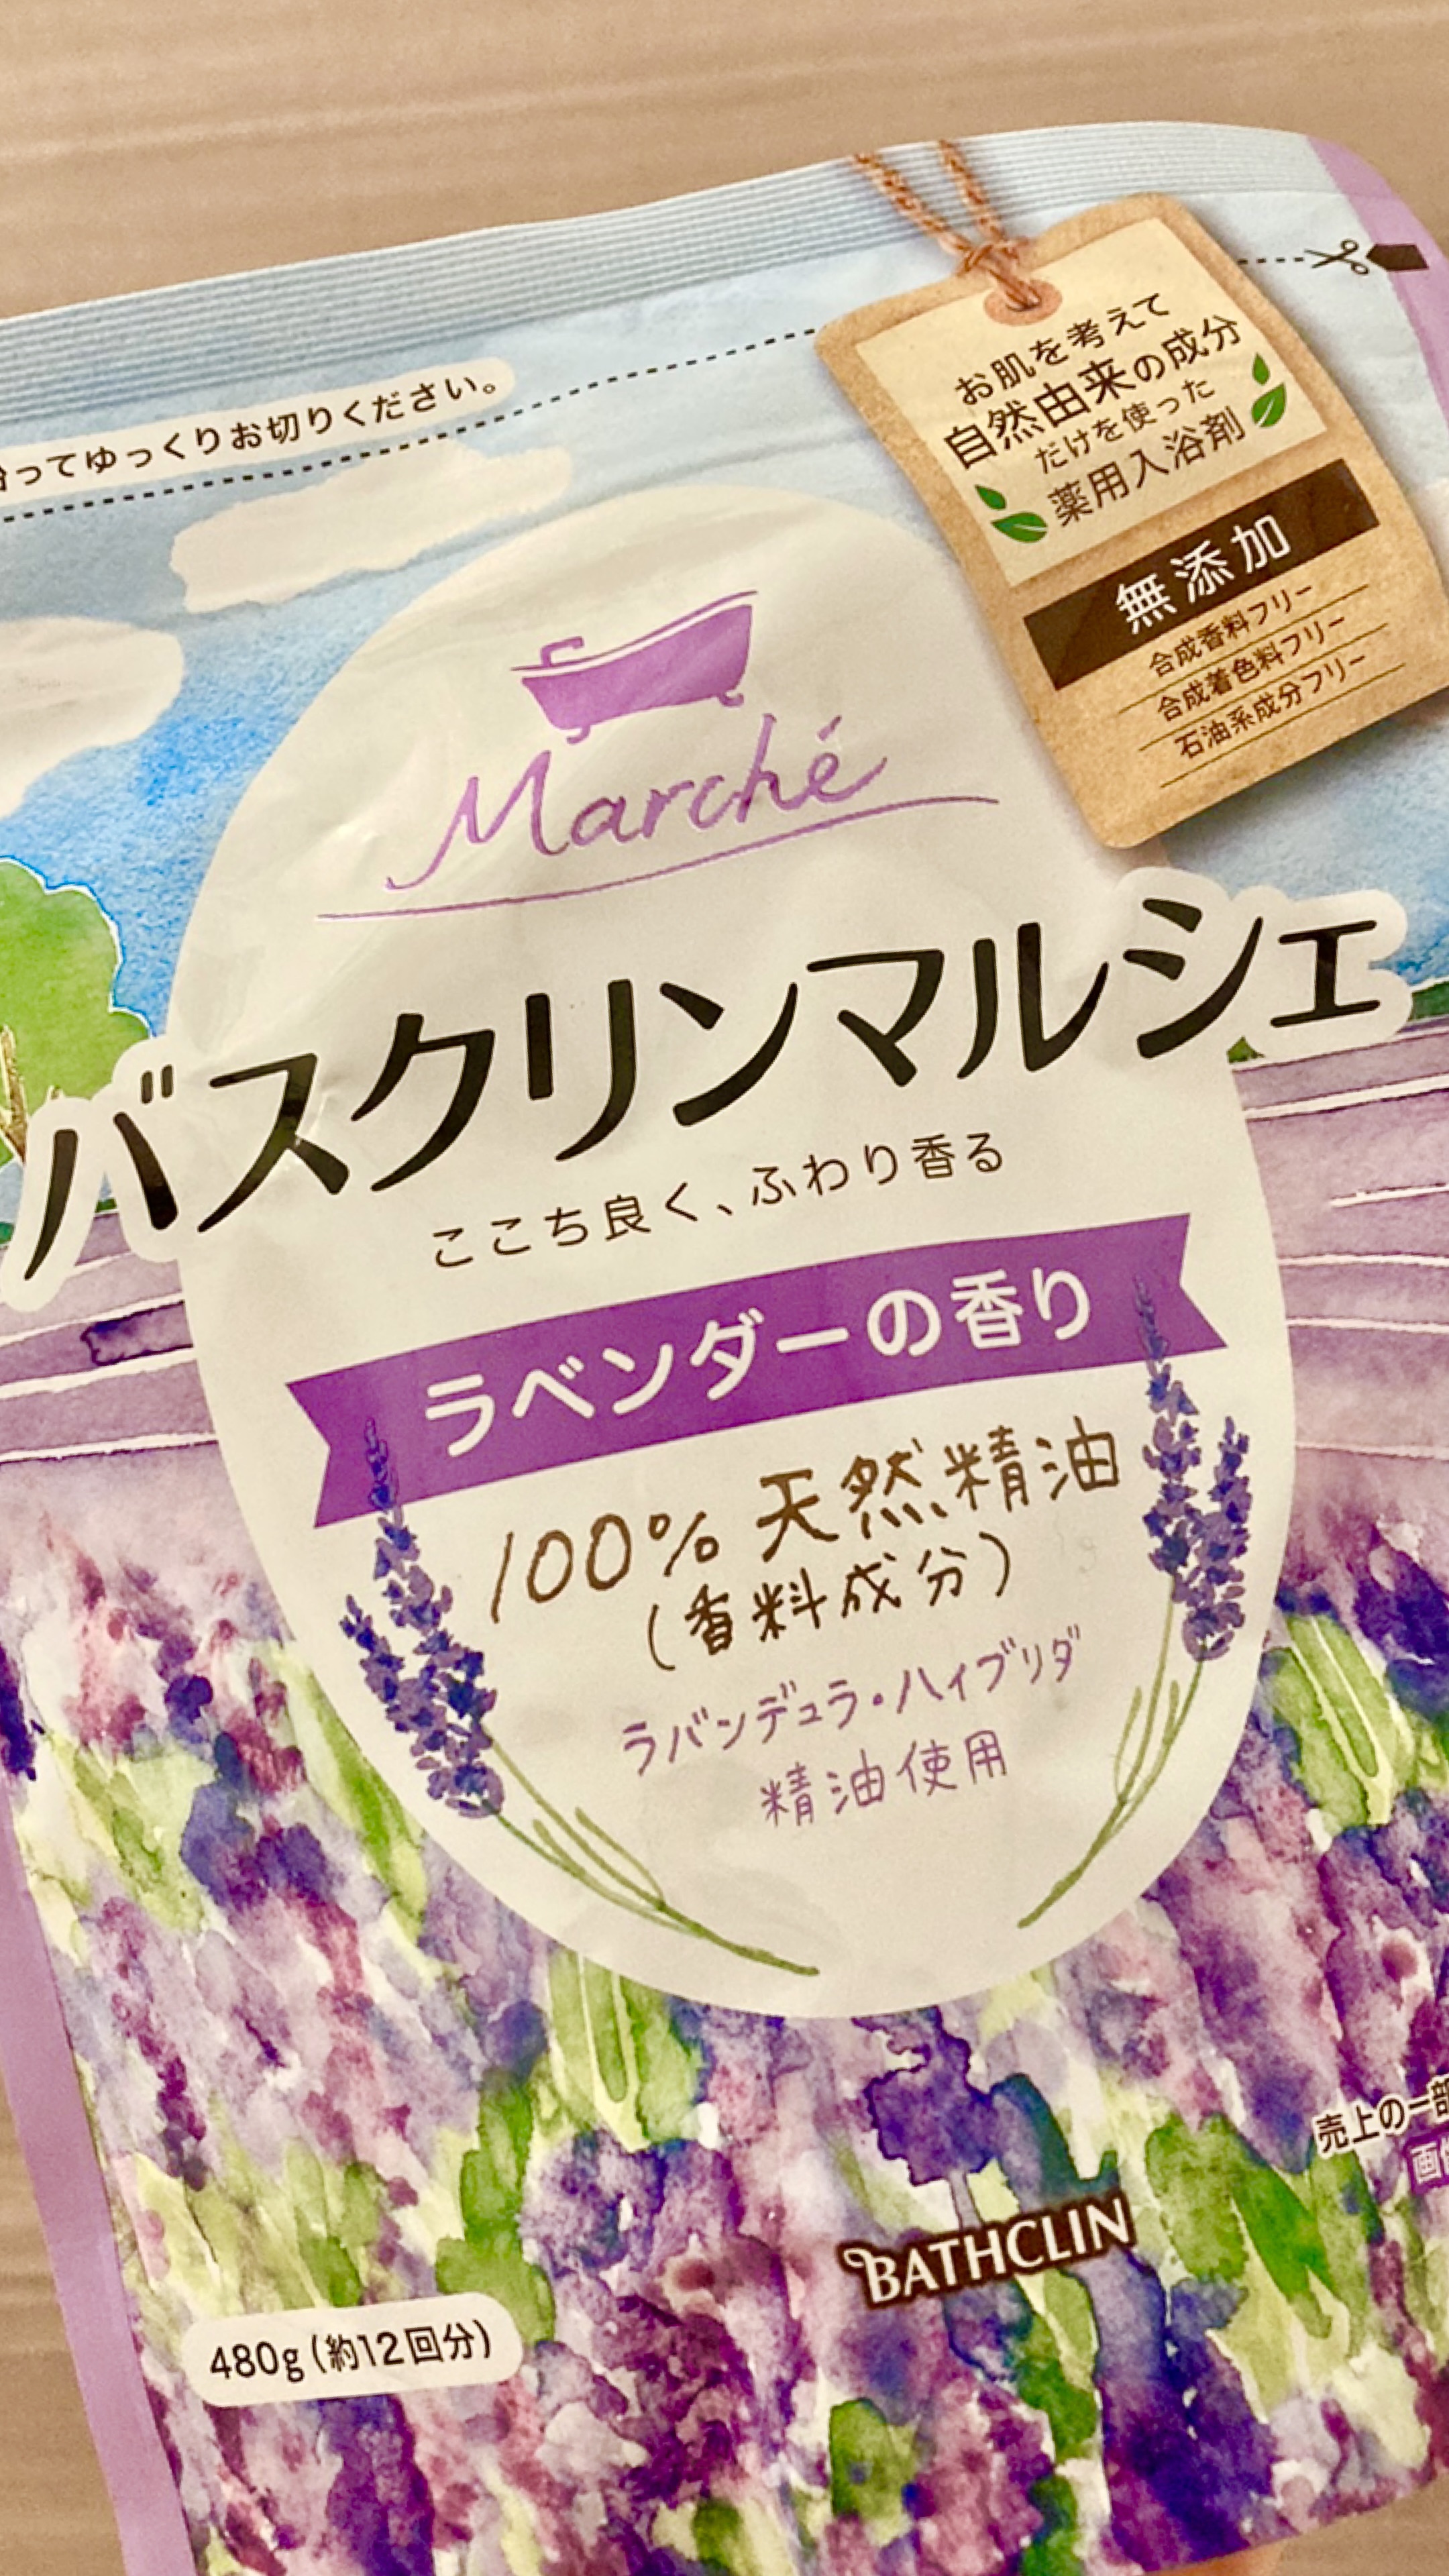 ってゆっくりお切りください。
お肌を考えて
自然由来の成分
だけを使った
薬用入浴剤
無添加
合成香料フリー
合成着色料フリー
石油系成分フリー
Marché
バスクリンマルシェ
ここち良く、ふわり香る
ラベンダーの香り
100%天然精油
(香料成分)
ラバンデュラ・ハイブリダ
精油使用
売上の一部
BATHCLIN
480g(約12回分)